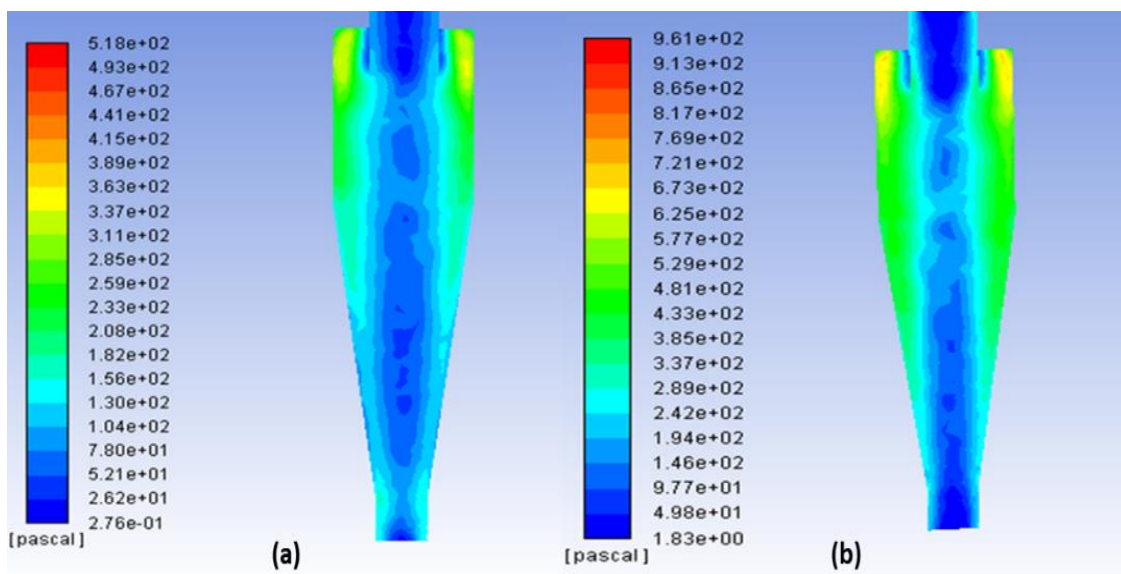 5.18e+02
4.93e+02
4.67e+02
4.41e+02
4.15e+02
3.89e+02
3.63e+02
3.37e+02
3.11e+02
2.85e+02
2.59e+02
2.33e+02
2.08e+02
1.82e+02
1.56e+02
1.30e+02
1.04e+02
7.80e+01
5.21e+01
2.62e+01
2.76e-01
[pascal]
(a)
9.61e+02
9.13e+02
8.65e+02
8.17e+02
7.69e+02
7.21e+02
6.73e+02
6.25e+02
5.77e+02
5.29e+02
4.81e+02
4.33e+02
3.85e+02
3.37e+02
2.89e+02
2.42e+02
1.94e+02
1.46e+02
9.77e+01
4.98e+01
1.83e+00
[pascal]
(b)